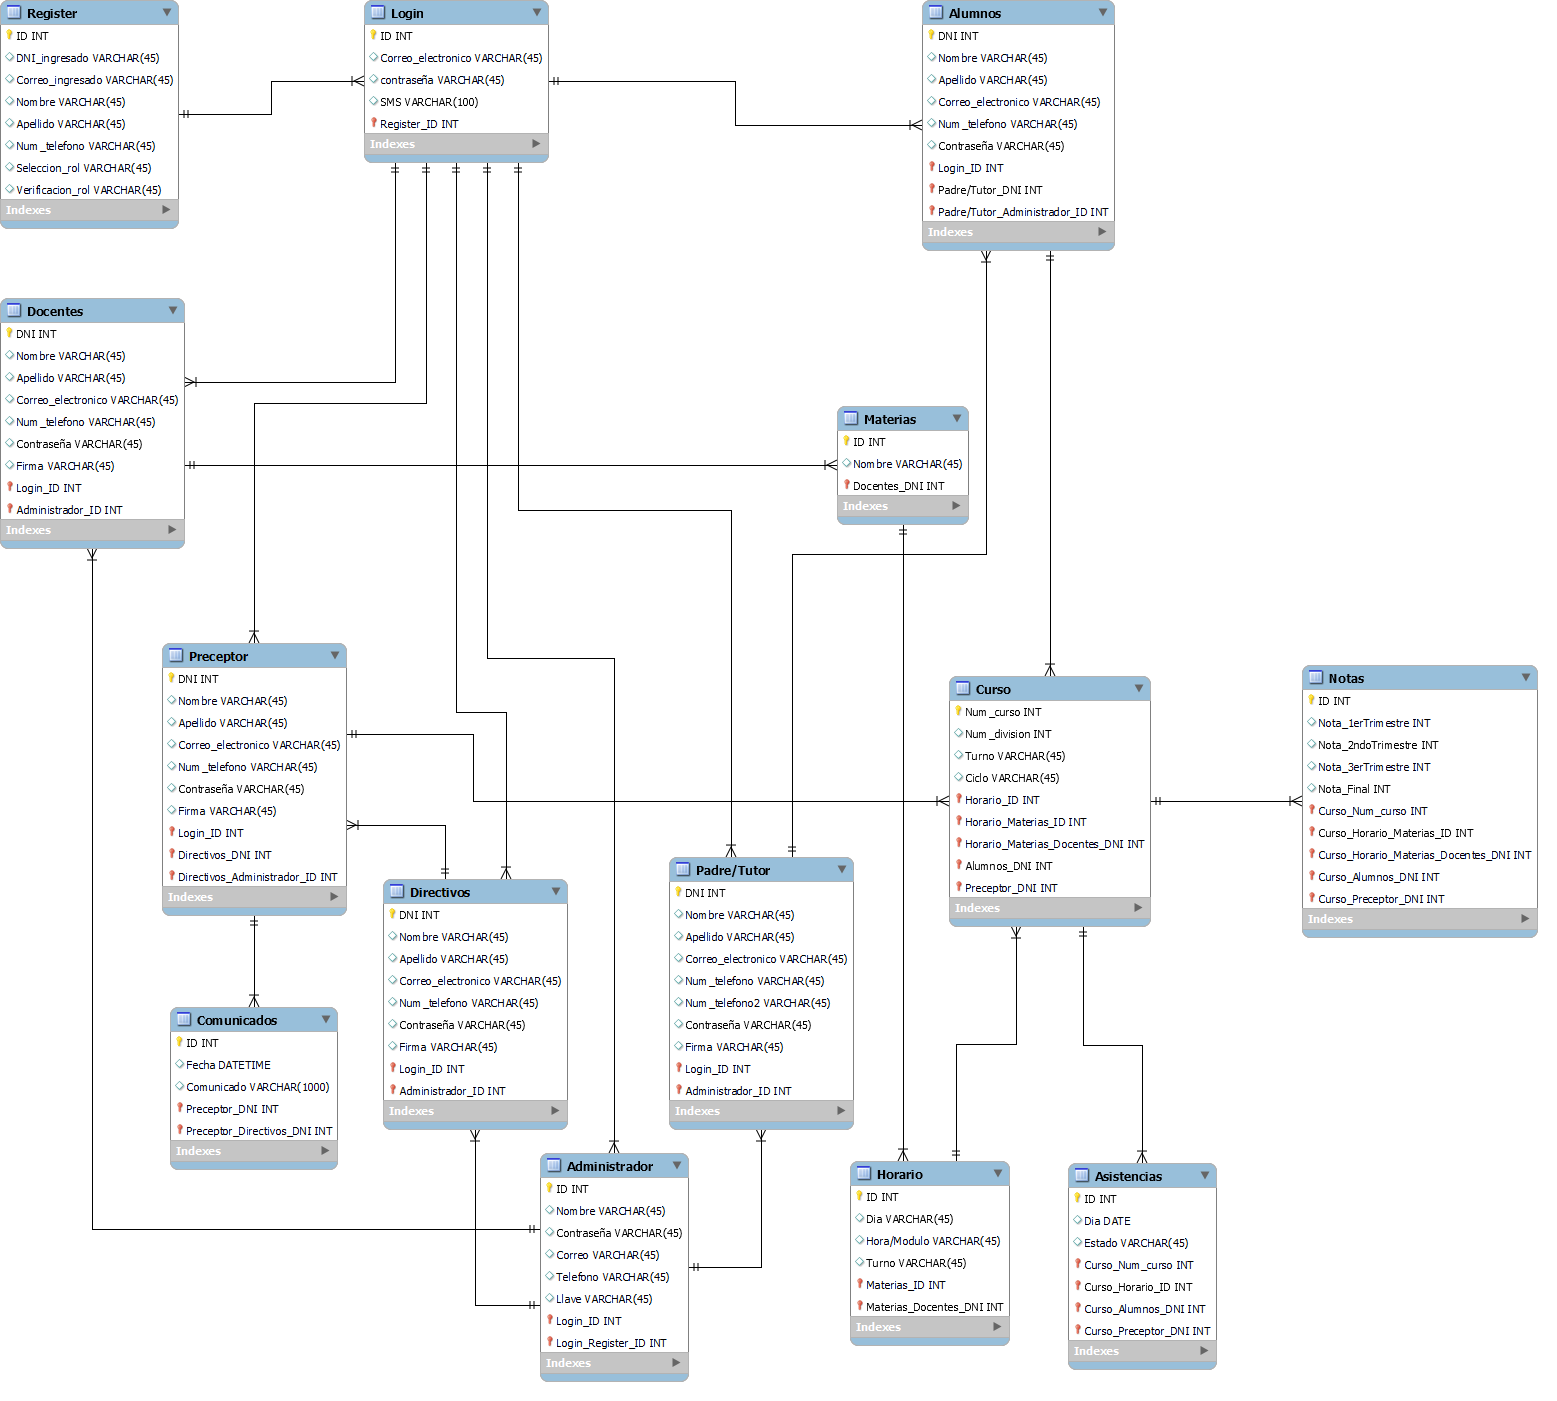 Register
ID INT
DNI_ingresado VARCHAR(45)
Correo_ingresado VARCHAR(45)
Nombre VARCHAR(45)
Apellido VARCHAR(45)
Num_telefono VARCHAR(45)
Seleccion_rol VARCHAR(45)
Verificacion_rol VARCHAR(45)
Indexes
Login
ID INT
Correo_electronico VARCHAR(45)
contraseña VARCHAR(45)
SMS VARCHAR(100)
Register_ID INT
Indexes
Alumnos
DNI INT
Nombre VARCHAR(45)
Apellido VARCHAR(45)
Correo_electronico VARCHAR(45)
Num_telefono VARCHAR(45)
Contraseña VARCHAR(45)
Login_ID INT
Padre/Tutor_DNI INT
Padre/Tutor_Administrador_ID INT
Indexes
Docentes
DNI INT
Nombre VARCHAR(45)
Apellido VARCHAR(45)
Correo_electronico VARCHAR(45)
Num_telefono VARCHAR(45)
Contraseña VARCHAR(45)
Firma VARCHAR(45)
Login_ID INT
Administrador_ID INT
Indexes
Materias
ID INT
Nombre VARCHAR(45)
Docentes_DNI INT
Indexes
Preceptor
DNI INT
Nombre VARCHAR(45)
Apellido VARCHAR(45)
Correo_electronico VARCHAR(45)
Num_telefono VARCHAR(45)
Contraseña VARCHAR(45)
Firma VARCHAR(45)
Login_ID INT
Directivos_DNI INT
Directivos_Administrador_ID INT
Indexes
Curso
Num_curso INT
Num_division INT
Turno VARCHAR(45)
Ciclo VARCHAR(45)
Horario_ID INT
Horario_Materias_ID INT
Horario_Materias_Docentes_DNI INT
Alumnos_DNI INT
Preceptor_DNI INT
Indexes
Notas
ID INT
Nota_1erTrimestre INT
Nota_2ndoTrimestre INT
Nota_3erTrimestre INT
Nota_Final INT
Curso_Num_curso INT
Curso_Horario_Materias_ID INT
Curso_Horario_Materias_Docentes_DNI INT
Curso_Alumnos_DNI INT
Curso_Preceptor_DNI INT
Indexes
Directivos
DNI INT
Nombre VARCHAR(45)
Apellido VARCHAR(45)
Correo_electronico VARCHAR(45)
Num_telefono VARCHAR(45)
Contraseña VARCHAR(45)
Firma VARCHAR(45)
Login_ID INT
Administrador_ID INT
Indexes
Padre/Tutor
DNI INT
Nombre VARCHAR(45)
Apellido VARCHAR(45)
Correo_electronico VARCHAR(45)
Num_telefono VARCHAR(45)
Num_telefono2 VARCHAR(45)
Contraseña VARCHAR(45)
Firma VARCHAR(45)
Login_ID INT
Administrador_ID INT
Indexes
Comunicados
ID INT
Fecha DATETIME
Comunicado VARCHAR(1000)
Preceptor_DNI INT
Preceptor_Directivos_DNI INT
Indexes
Administrador
ID INT
Nombre VARCHAR(45)
Contraseña VARCHAR(45)
Correo VARCHAR(45)
Telefono VARCHAR(45)
Llave VARCHAR(45)
Login_ID INT
Login_Register_ID INT
Indexes
Horario
ID INT
Dia VARCHAR(45)
Hora/Modulo VARCHAR(45)
Turno VARCHAR(45)
Materias_ID INT
Materias_Docentes_DNI INT
Indexes
Asistencias
ID INT
Dia DATE
Estado VARCHAR(45)
Curso_Num_curso INT
Curso_Horario_ID INT
Curso_Alumnos_DNI INT
Curso_Preceptor_DNI INT
Indexes